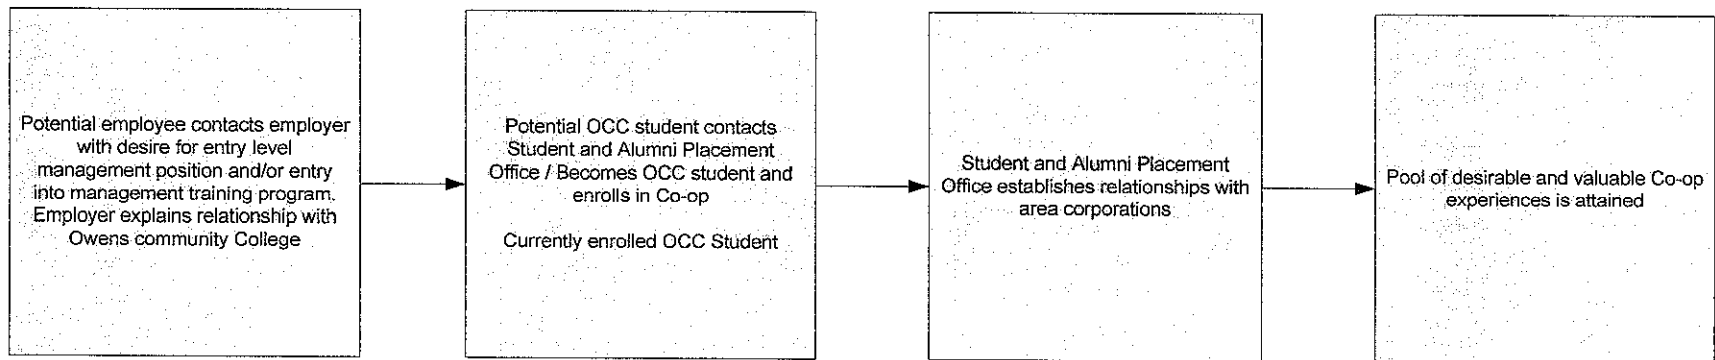 Potential employee contacts employer
with desire for entry level
management position and/or entry
into management training program.
Employer explains relationship with
Owens community College
Potential OCC student contacts
Student and Alumni Placement
Office / Becomes OCC student and
enrolls in Co-op
Currently enrolled OCC Student
Student and Alumni Placement
Office establishes relationships with
area corporations
Pool of desirable and valuable Co-op
experiences is attained